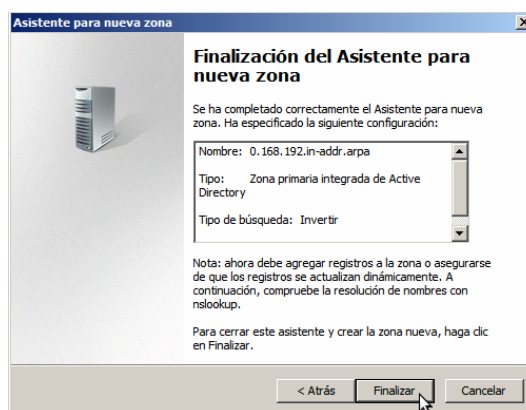 Asistente para nueva zona
Finalización del Asistente para
nueva zona
Se ha completado correctamente el Asistente para nueva
zona. Ha especificado la siguiente configuración:
Nombre: 0.168.192.in-addr.arpa
Tipo: Zona primaria integrada de Active
Directory
Tipo de búsqueda: Invertir
Nota: ahora debe agregar registros a la zona o asegurarse
de que los registros se actualizan dinámicamente. A
continuación, compruebe la resolución de nombres con
nslookup.
Para cerrar este asistente y crear la zona nueva, haga clic
en Finalizar.
< Atrás Finalizar Cancelar